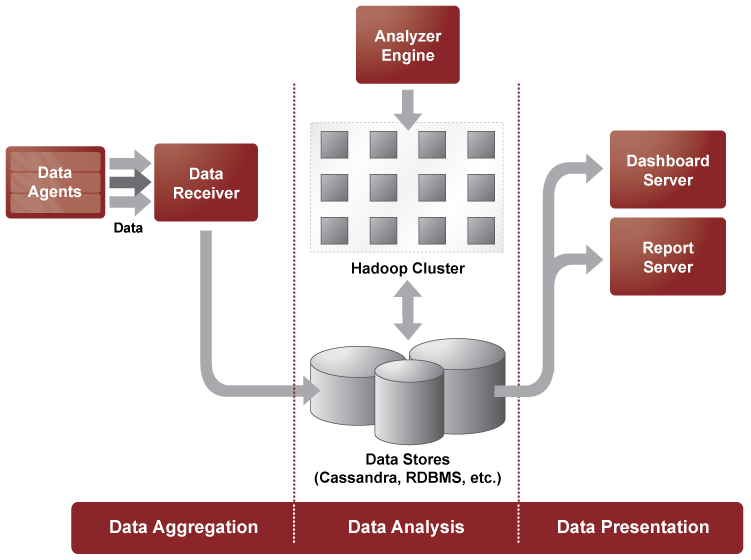 Analyzer
Engine
Data
Agents
Data
Data
Receiver
Hadoop Cluster
Dashboard
Server
Report
Server
Data Stores
(Cassandra, RDBMS, etc.)
Data Aggregation
Data Analysis
Data Presentation